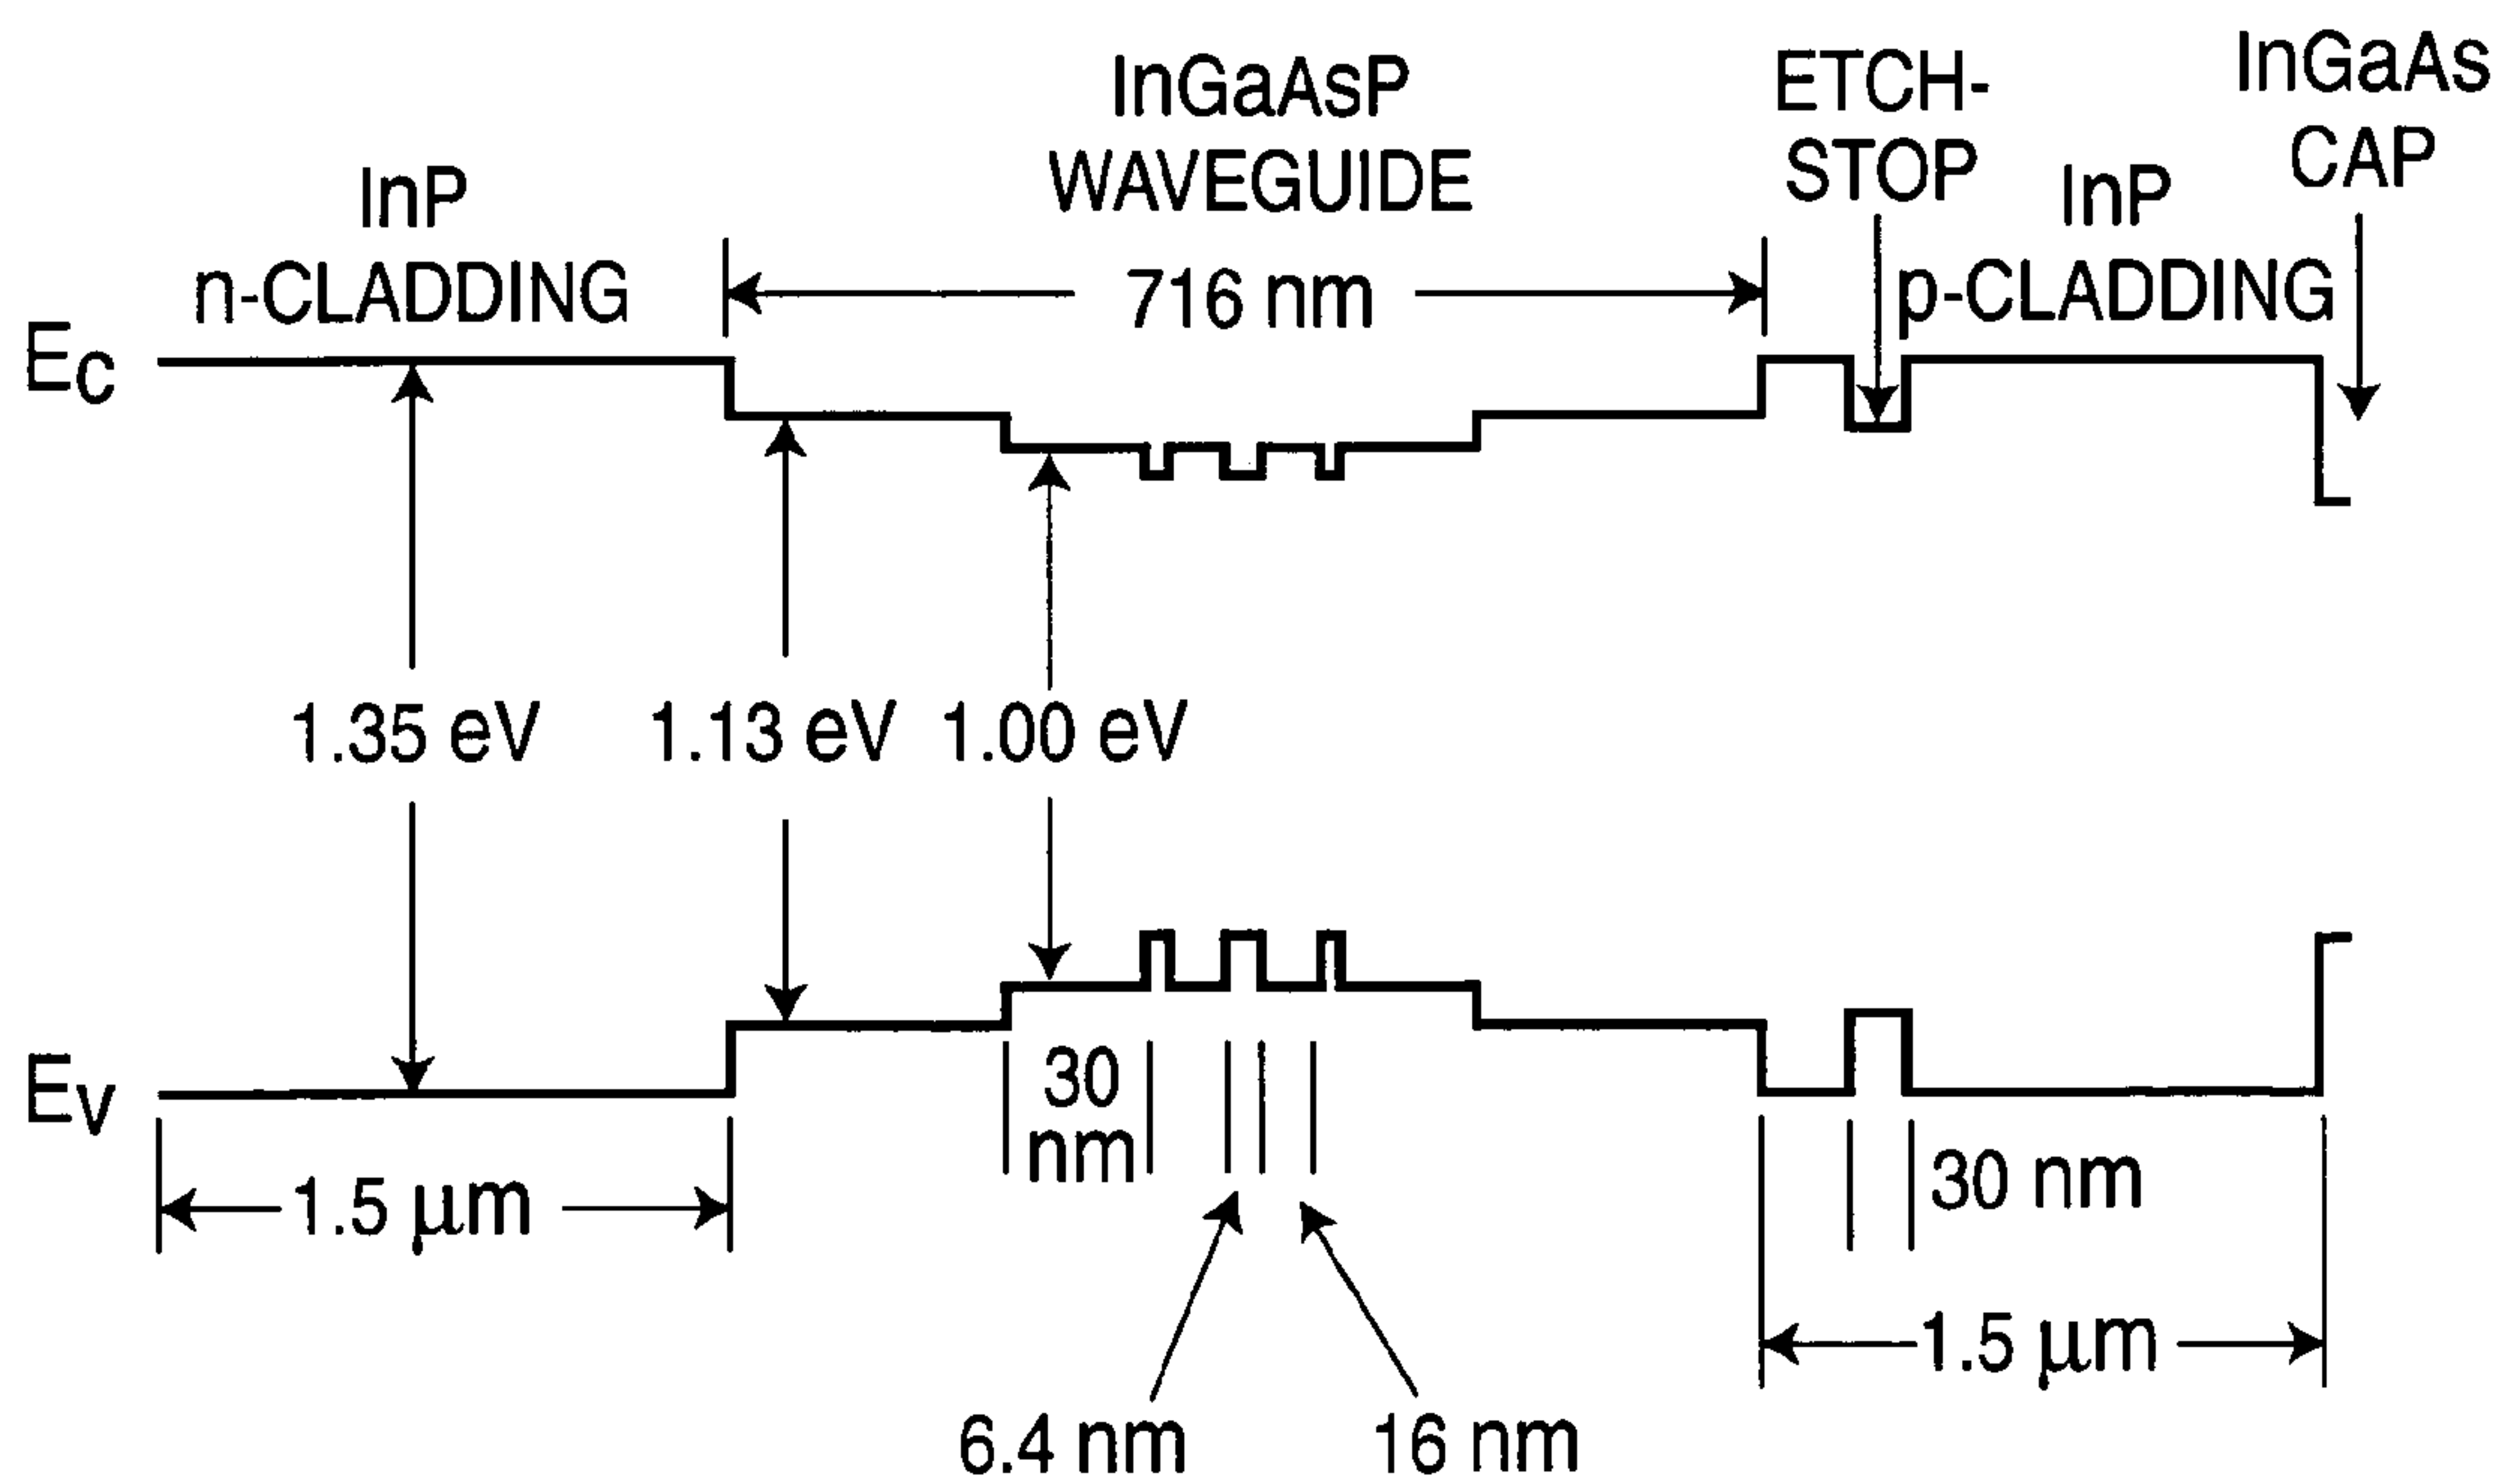 InP
n-CLADDING
InGaAsP
WAVEGUIDE
716 nm
ETCH-
STOP
InP
p-CLADDING
InGaAs
CAP
Ec
1.35 eV
1.13 eV
1.00 eV
Ev
1.5 μm
30
nm
6.4 nm
16 nm
30 nm
1.5 μm